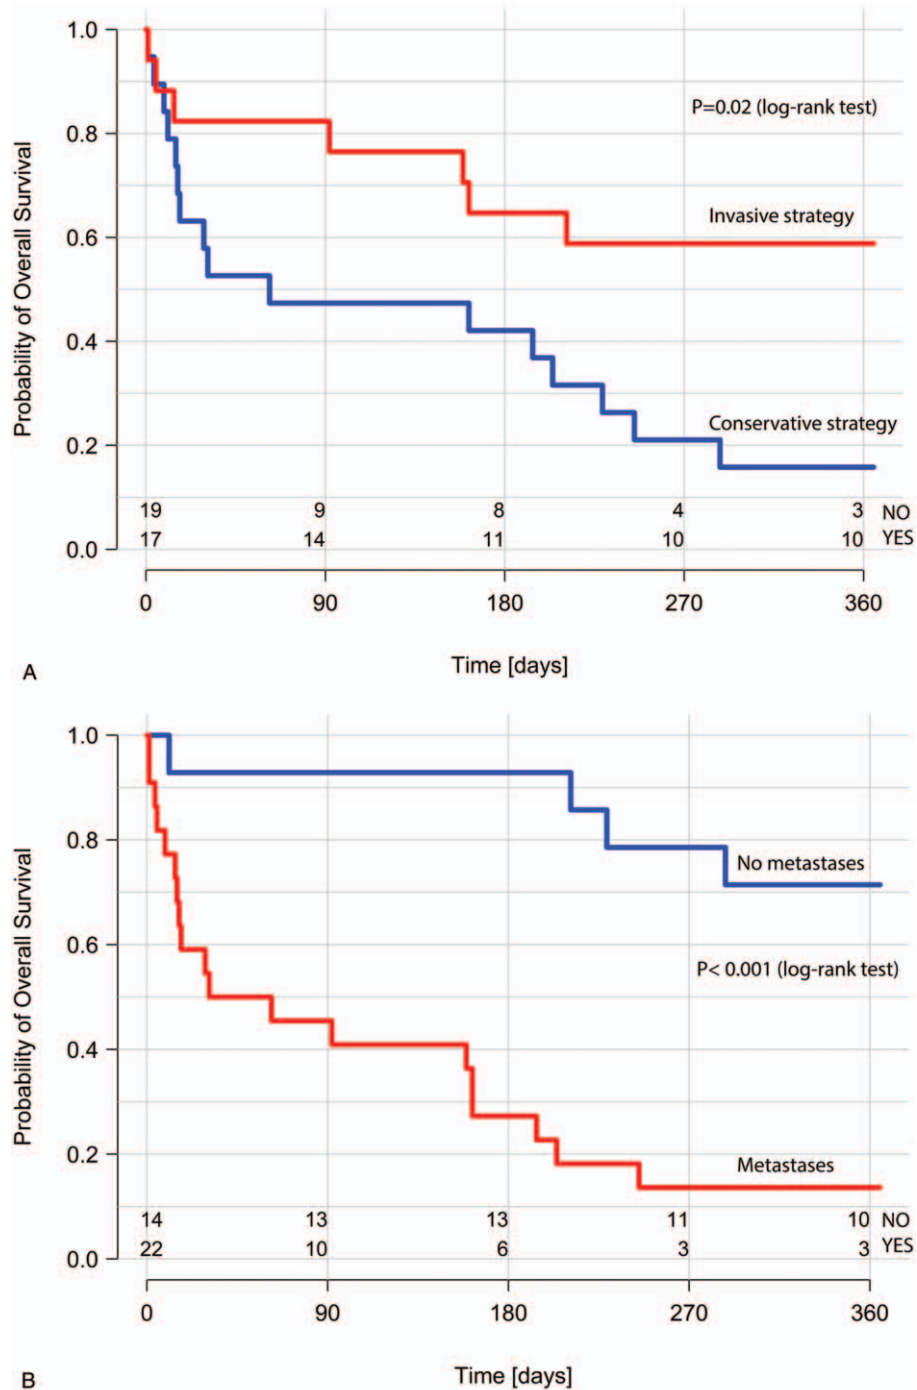 1.0
P=0.02 (log-rank test)
0.8
Probability of Overall Survival
Invasive strategy
0.6
0.4
Conservative strategy
0.2
19 9 8 4 3 NO
17 14 11 10 10 YES
0.0
0 90 180 270 360
Time [days]
A
1.0
0.8
No metastases
Probability of Overall Survival
0.6
P< 0.001 (log-rank test)
0.4
0.2
Metastases
14 13 13 11 10 NO
22 10 6 3 3 YES
0.0
0 90 180 270 360
Time [days]
B